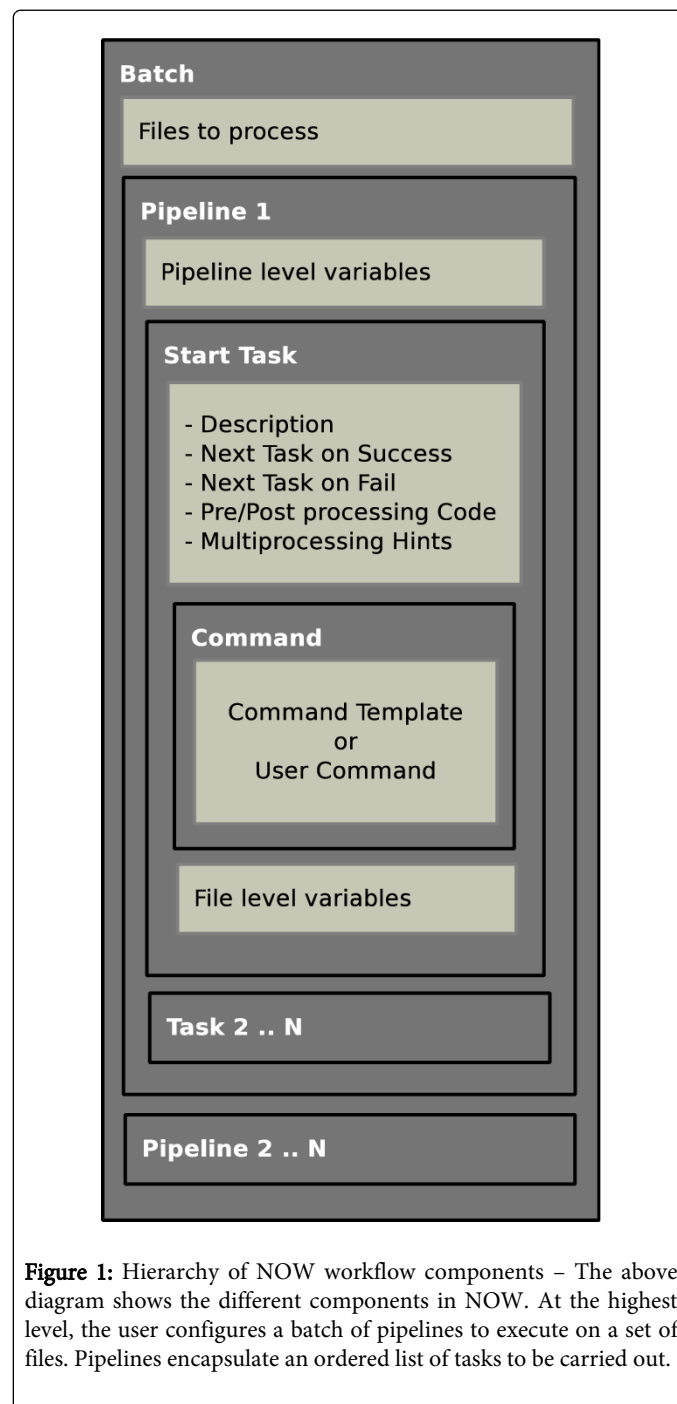 Batch
Files to process
Pipeline 1
Pipeline level variables
Start Task
- Description
- Next Task on Success
- Next Task on Fail
- Pre/Post processing Code
- Multiprocessing Hints
Command
Command Template
or
User Command
File level variables
Task 2 .. N
Pipeline 2 .. N
Figure 1: Hierarchy of NOW workflow components – The above
diagram shows the different components in NOW. At the highest
level, the user configures a batch of pipelines to execute on a set of
files. Pipelines encapsulate an ordered list of tasks to be carried out.